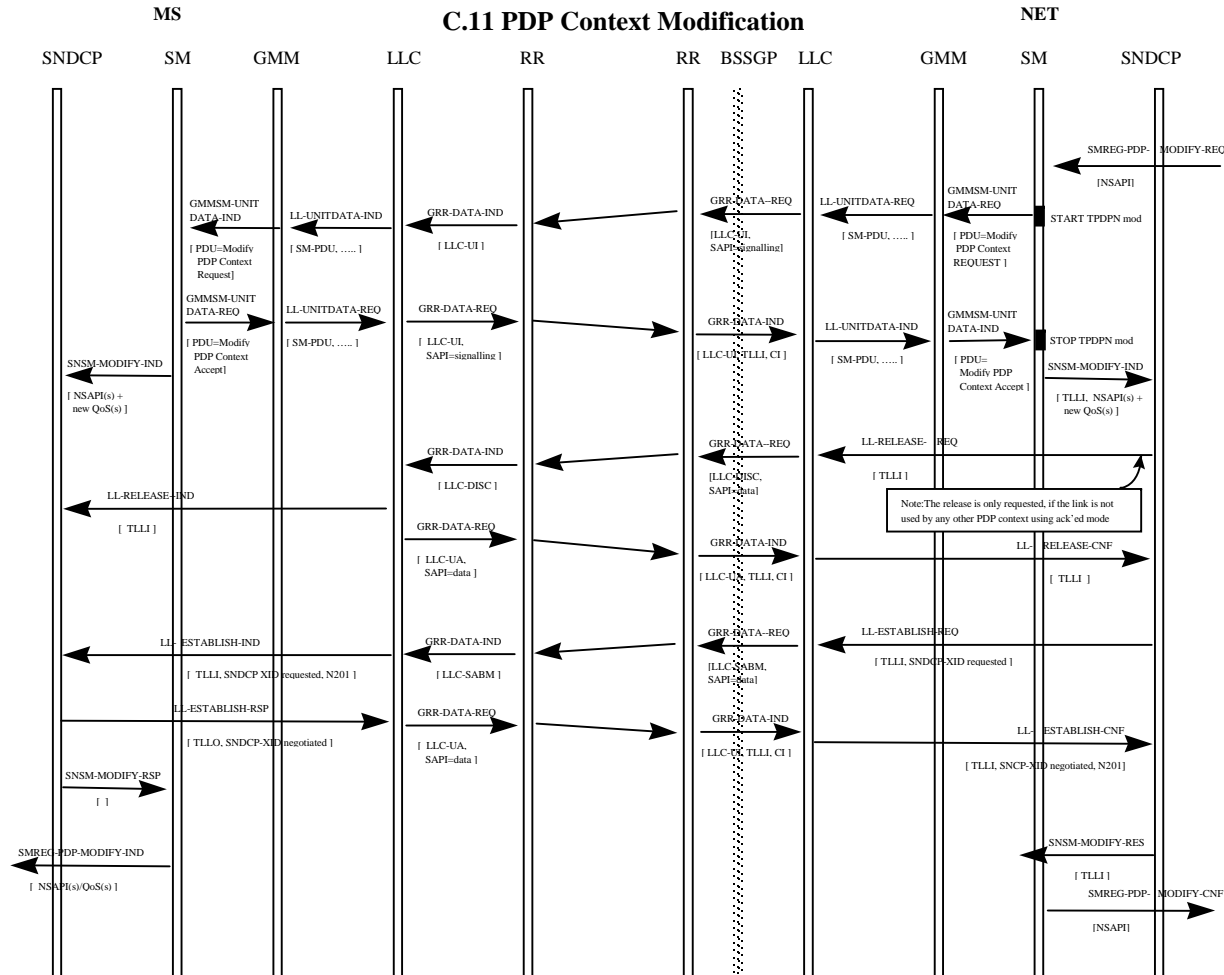 MS
C.11 PDP Context Modification
NET
SNDCP SM GMM LLC RR RR BSSGP LLC GMM SM SNDCP
SMREG-PDP- MODIFY-REQ
[NSAPI]
GMMSM-UNIT
DATA-IND
[ PDU=Modify
PDP Context
Request]
LL-UNITDATA-IND
[ SM-PDU, ….. ]
GRR-DATA-IND
[ LLC-UI ]
GRR-DATA--REQ
[LLC-UI,
SAPI=signalling]
LL-UNITDATA-REQ
[ SM-PDU, ….. ]
GMMSM-UNIT
DATA-REQ
[ PDU=Modify
PDP Context
REQUEST ]
START TPDPN mod
GMMSM-UNIT
DATA-REQ
[PDU=Modify
PDP Context
Accept]
LL-UNITDATA-REQ
[ SM-PDU, ….. ]
GRR-DATA-REQ
[ LLC-UI,
SAPI=signalling ]
GRR-DATA-IND
[ LLC-UI, TLLI, CI ]
LL-UNITDATA-IND
[ SM-PDU, ….. ]
GMMSM-UNIT
DATA-IND
[ PDU=
Modify PDP
Context Accept ]
STOP TPDPN mod
SNSM-MODIFY-IND
[ NSAPI(s) +
new QoS(s) ]
SNSM-MODIFY-IND
[ TLLI, NSAPI(s) +
new QoS(s) ]
GRR-DATA-IND
[ LLC-DISC ]
GRR-DATA--REQ
[LLC-DISC,
SAPI=data]
LL-RELEASE- REQ
[ TLLI ]
Note:The release is only requested, if the link is not
used by any other PDP context using ack'ed mode
LL-RELEASE--IND
[ TLLI ]
GRR-DATA-REQ
[ LLC-UA,
SAPI=data ]
GRR-DATA-IND
[ LLC-UA, TLLI, CI ]
LL- RELEASE-CNF
[ TLLI ]
LL- ESTABLISH-IND
[ TLLI, SNDCP XID requested, N201 ]
GRR-DATA-IND
[ LLC-SABM ]
GRR-DATA--REQ
[LLC-SABM,
SAPI=data]
LL-ESTABLISH-REQ
[ TLLI, SNDCP-XID requested ]
LL-ESTABLISH-RSP
[ TLLO, SNDCP-XID negotiated ]
GRR-DATA-REQ
[ LLC-UA,
SAPI=data ]
GRR-DATA-IND
[ LLC-UI, TLLI, CI ]
LL- ESTABLISH-CNF
[ TLLI, SNCP-XID negotiated, N201]
SNSM-MODIFY-RSP
[ ]
SMREG-PDP-MODIFY-IND
[ NSAPI(s)/QoS(s) ]
SNSM-MODIFY-RES
[ TLLI ]
SMREG-PDP- MODIFY-CNF
[NSAPI]